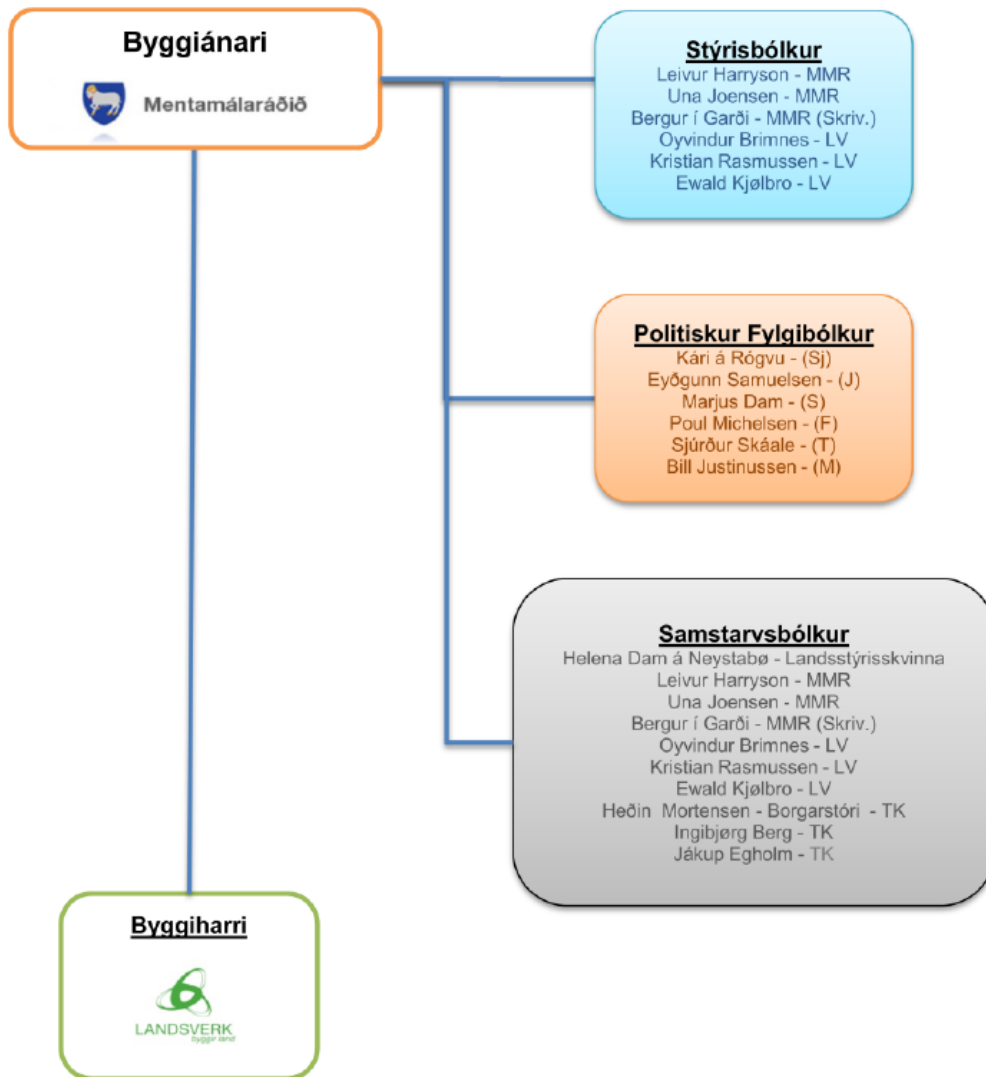 Byggiánari
Mentamálaráðið
Stýrisbólkur
Leivur Harryson - MMR
Una Joensen - MMR
Bergur í Garði - MMR (Skriv.)
Oyvindur Brimnes - LV
Kristian Rasmussen - LV
Ewald Kjølbro - LV
Politiskur Fylgibólkur
Kári á Rógvu - (Sj)
Eyðgunn Samuelsen - (J)
Marjus Dam - (S)
Poul Michelsen - (F)
Sjúrður Skáale - (T)
Bill Justinussen - (M)
Samstarvsbólkur
Helena Dam á Neystabø - Landsstýrisskvinna
Leivur Harryson - MMR
Una Joensen - MMR
Bergur í Garði - MMR (Skriv.)
Oyvindur Brimnes - LV
Kristian Rasmussen - LV
Ewald Kjølbro - LV
Heðin Mortensen - Borgarstóri - TK
Ingibjørg Berg - TK
Jákup Egholm - TK
Byggiharri
LANDSVERK
byggir land